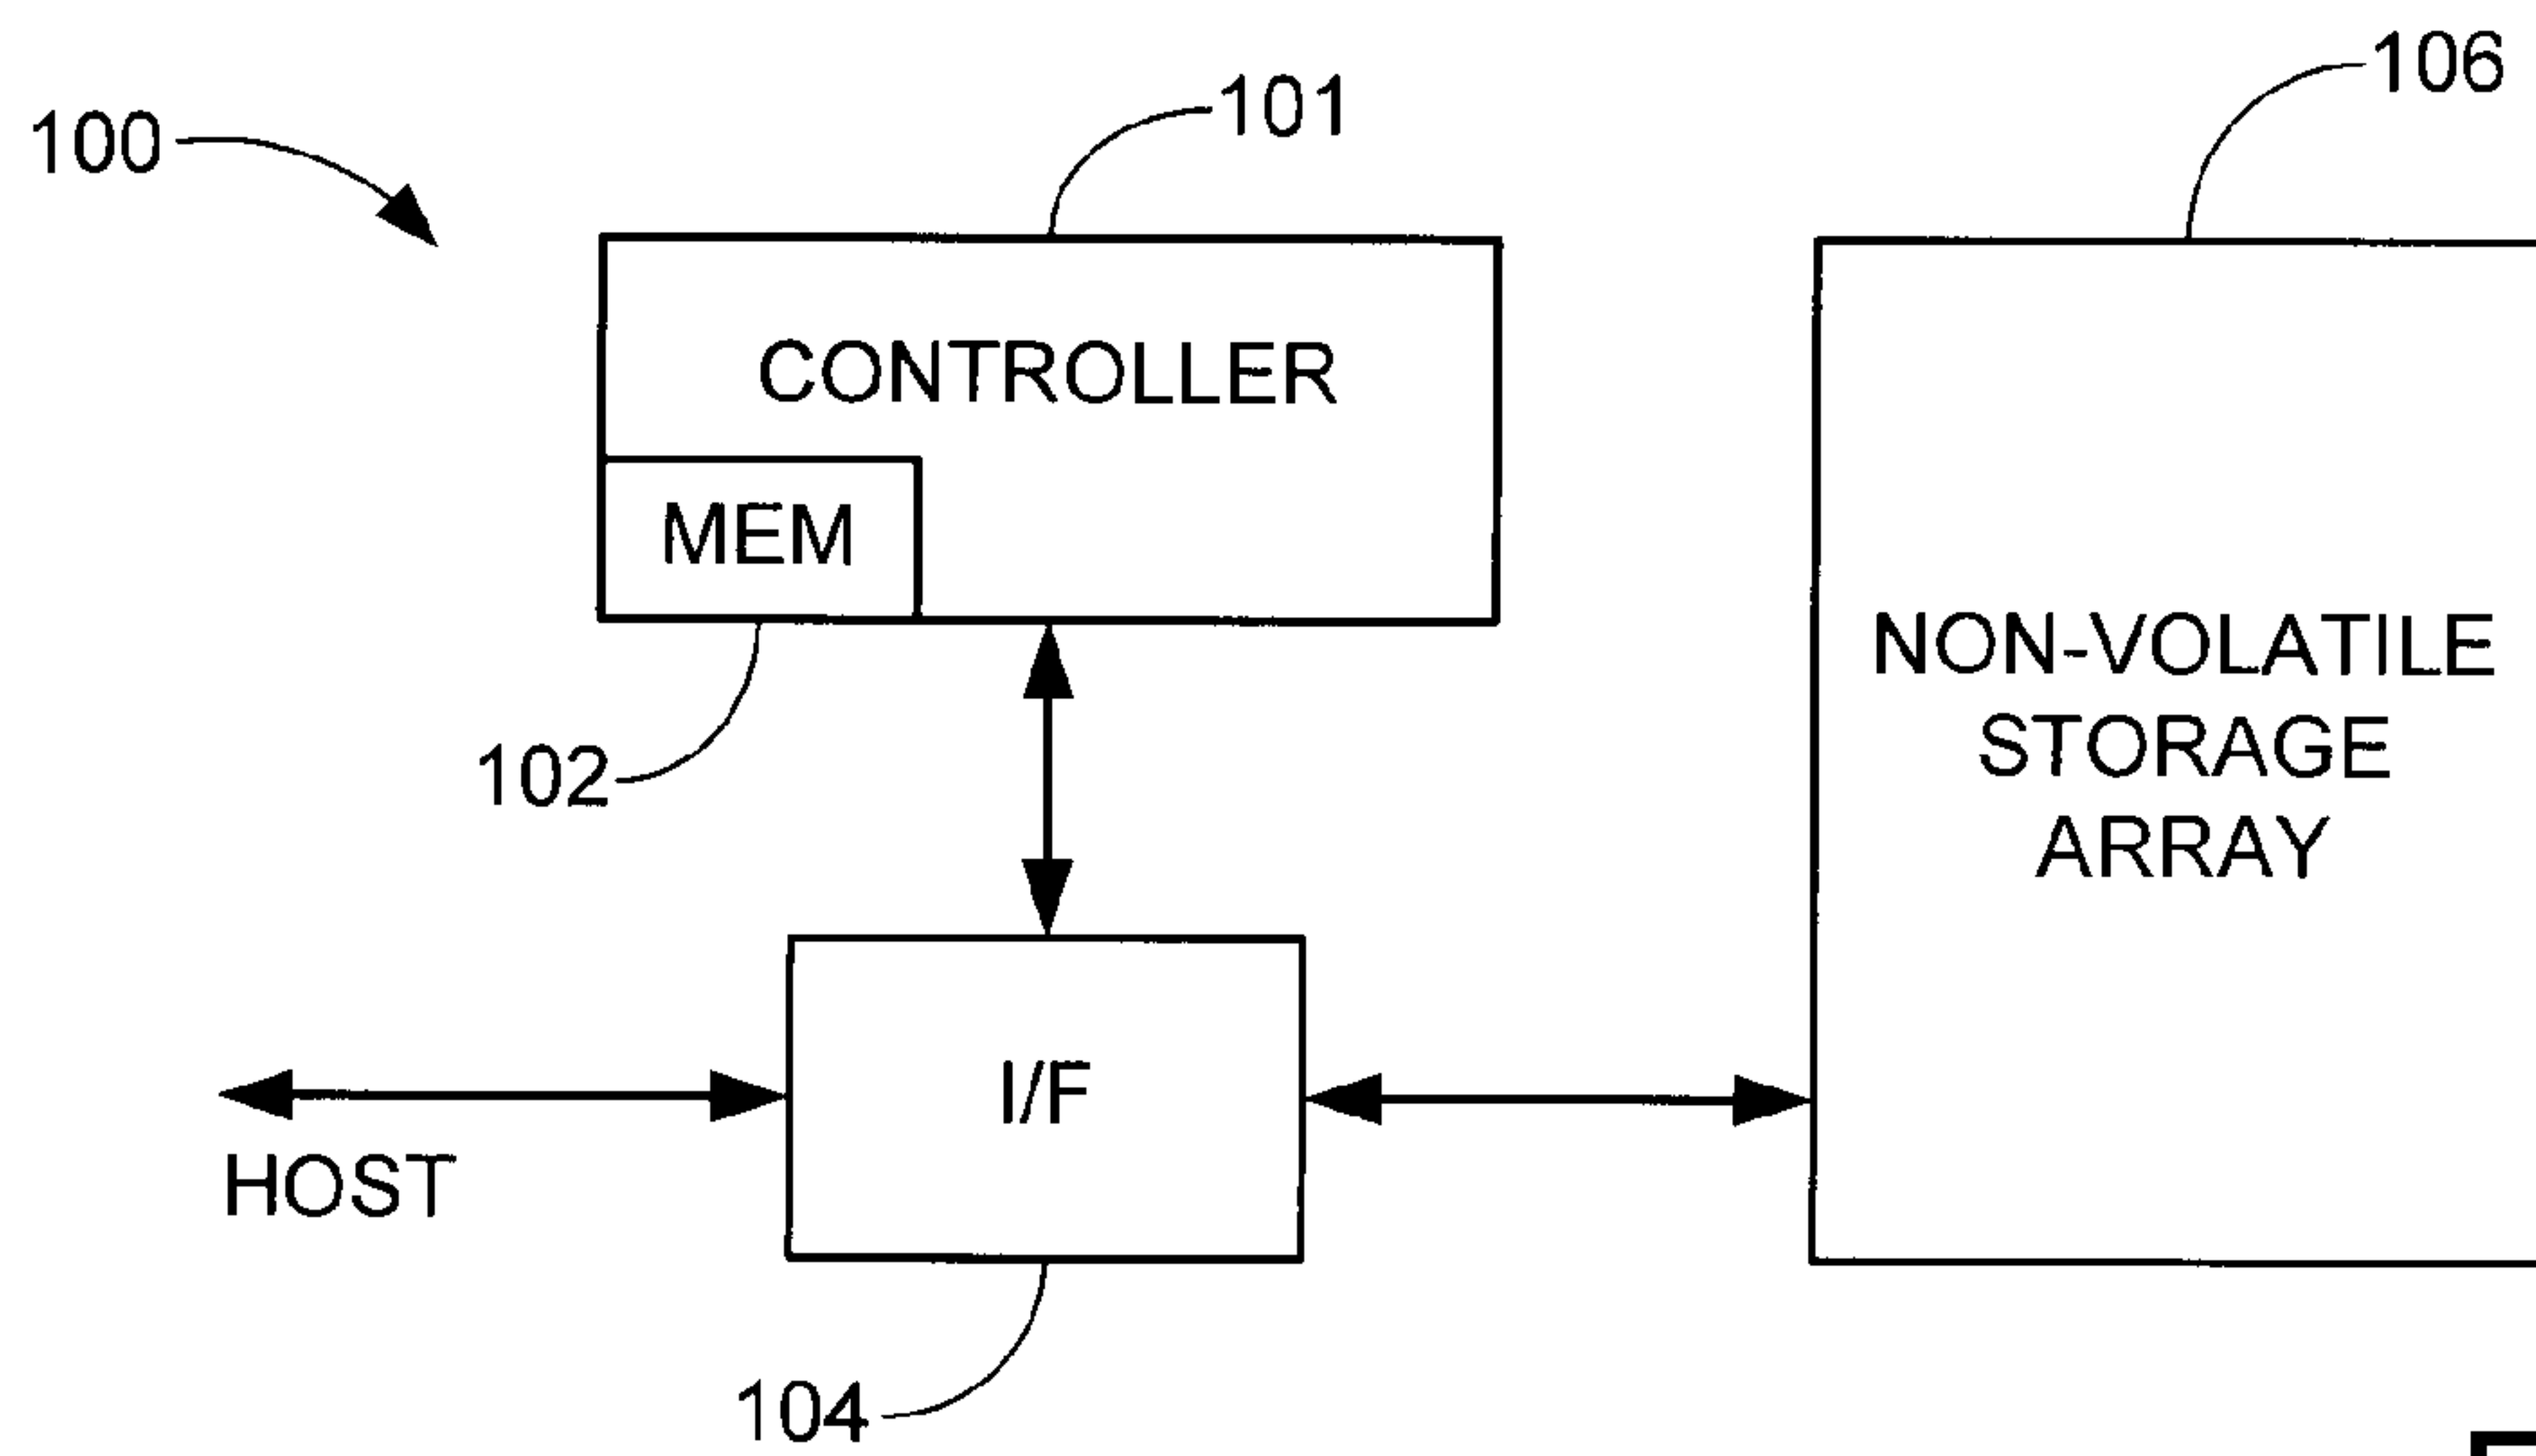 100
101
106
CONTROLLER
MEM
102
NON-VOLATILE
STORAGE
ARRAY
I/F
HOST
104